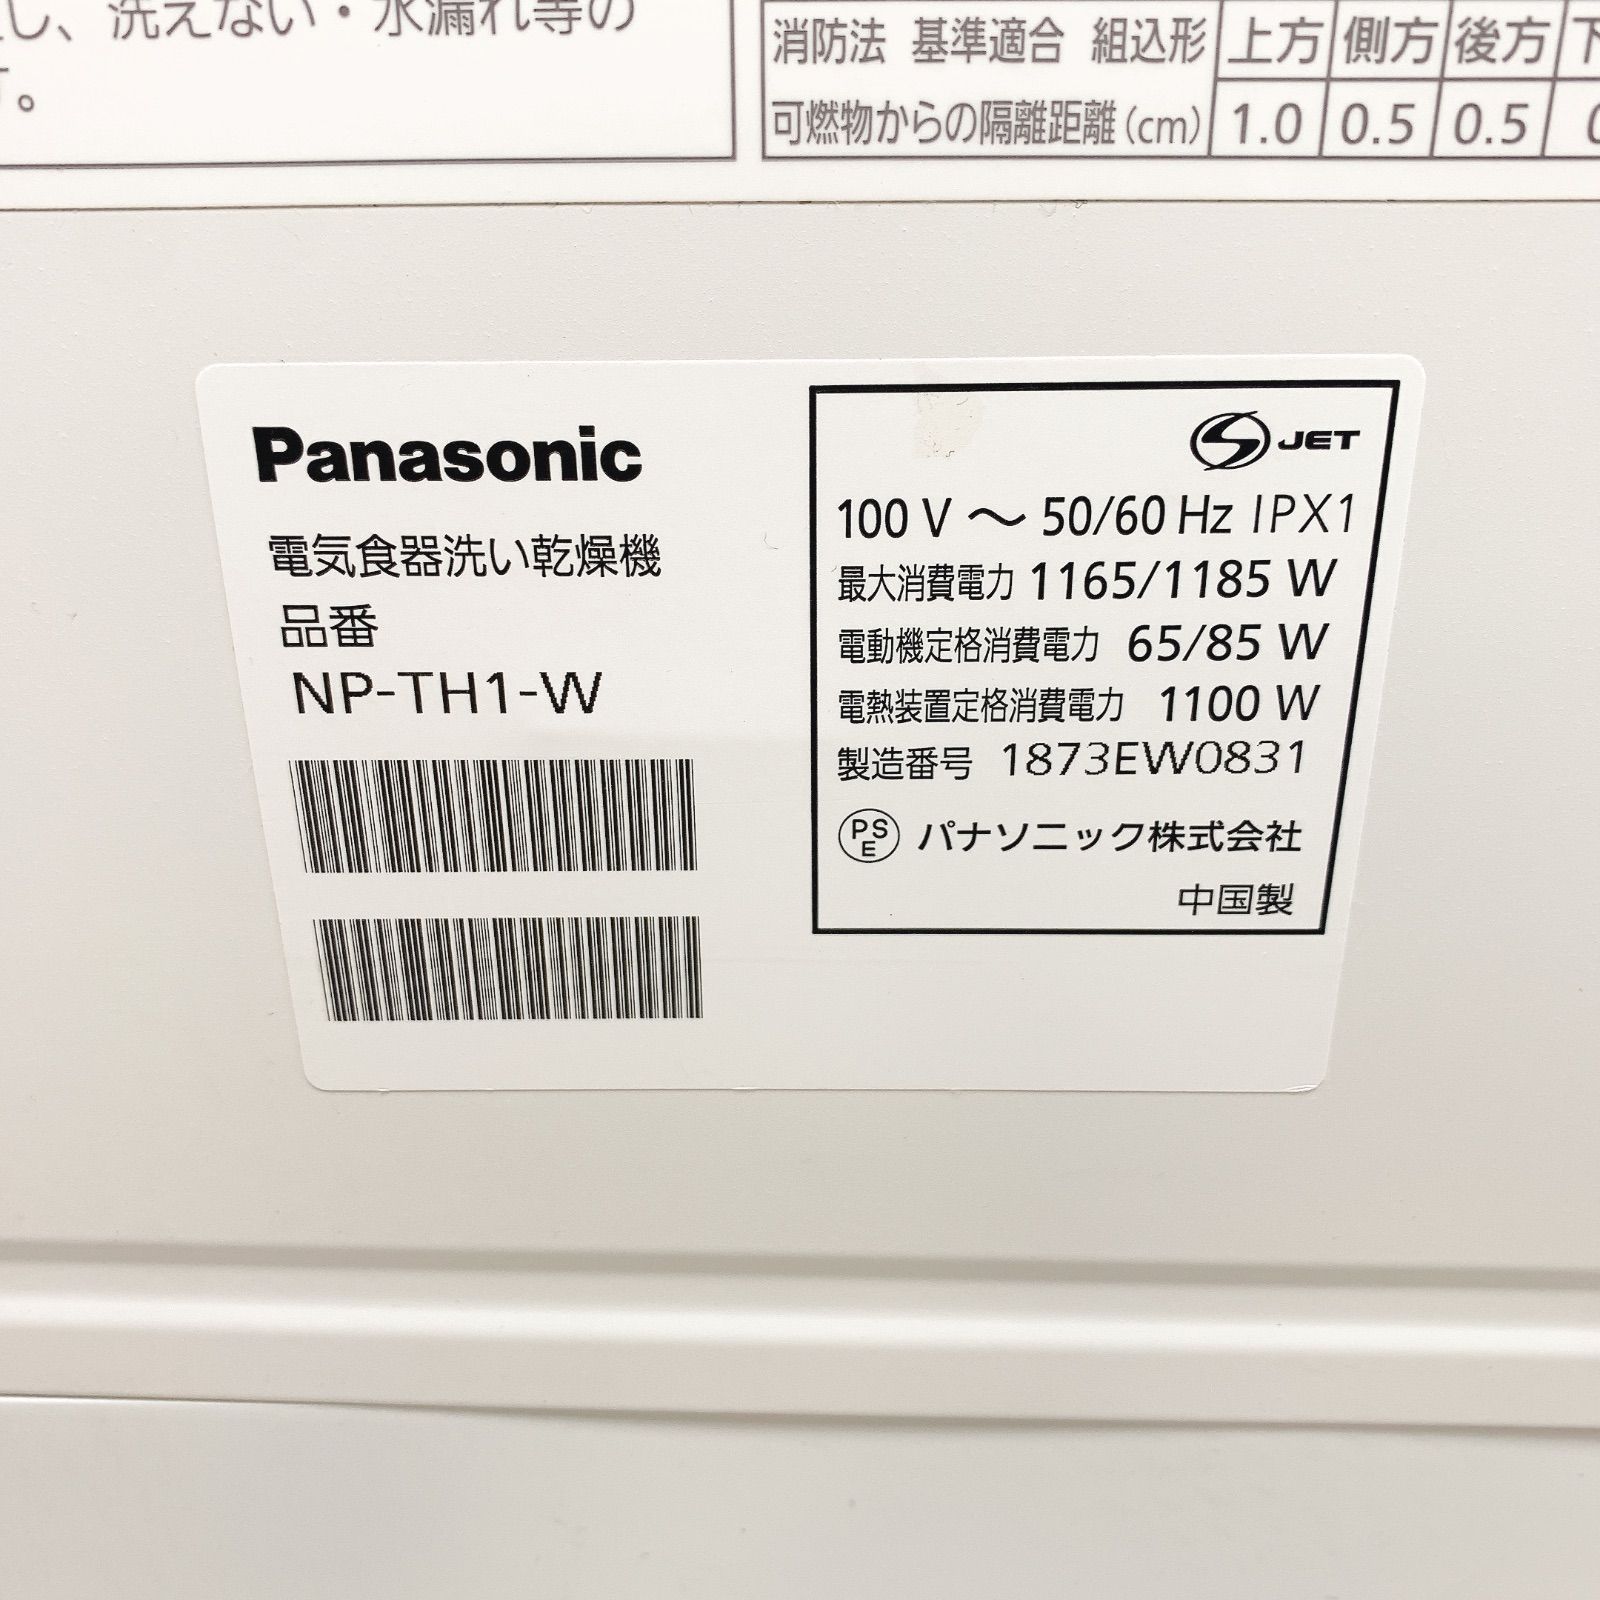 し、洗えない・水漏れ等の
す。
消防法 基準適合 組込形 上方 側方 後方
可燃物からの隔離距離(cm) 1.0 0.5 0.5
Panasonic
電気食器洗い乾燥機
品番
NP-TH1-W
S JET
100 V ～ 50/60 Hz IPX1
最大消費電力 1165/1185 W
電動機定格消費電力 65/85 W
電熱装置定格消費電力 1100 W
製造番号 1873EW0831
PSE パナソニック株式会社
中国製